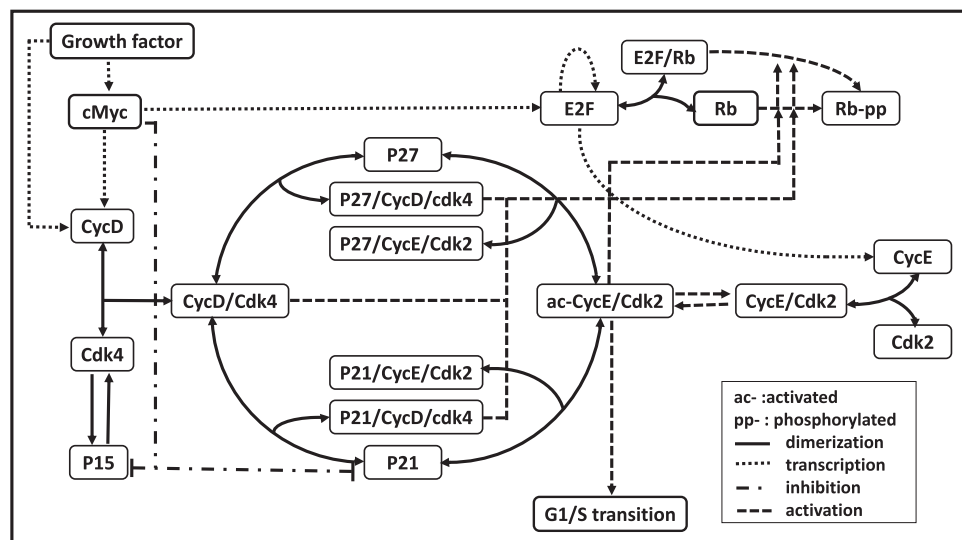 Growth factor
E2F/Rb
cMyc
E2F
Rb
Rb-pp
P27
P27/CycD/cdk4
CycD
P27/CycE/Cdk2
CycE
CycD/Cdk4
ac-CycE/Cdk2
CycE/Cdk2
Cdk2
Cdk4
P21/CycE/Cdk2
P21/CycD/cdk4
P15
P21
G1/S transition
ac- :activated
pp- : phosphorylated
dimerization
transcription
inhibition
activation